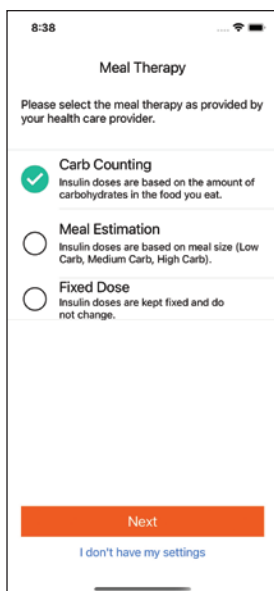 8:38
Meal Therapy
Please select the meal therapy as provided by
your health care provider.
Carb Counting
Insulin doses are based on the amount of
carbohydrates in the food you eat.
Meal Estimation
Insulin doses are based on meal size (Low
Carb, Medium Carb, High Carb).
Fixed Dose
Insulin doses are kept fixed and do
not change.
Next
I don't have my settings